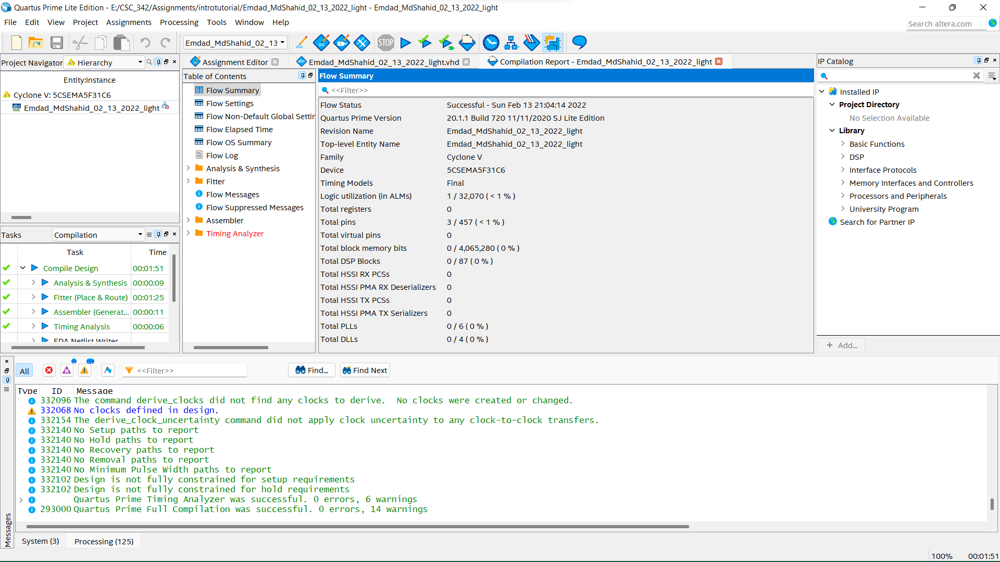 Quartus Prime Lite Edition - E:/CSC_342/Assignments/introtutorial/Emdad_MdShahid_02_13_2022_light - Emdad_MdShahid_02_13_2022_light
File Edit View Project Assignments Processing Tools Window Help
Search altera.com
Emdad_MdShahid_02_13
STOP
Project Navigator
Hierarchy
Entity:Instance
Cyclone V: 5CSEMA5F31C6
Emdad_MdShahid_02_13_2022_light
Tasks
Compilation
Task Time
Compile Design 00:01:51
Analysis & Synthesis 00:00:09
Fitter (Place & Route) 00:01:25
Assembler (Generat... 00:00:11
Timing Analysis 00:00:06
EDA Netlist Writer
Assignment Editor
Emdad_MdShahid_02_13_2022_light.vhd
Compilation Report - Emdad_MdShahid_02_13_2022_light
Table of Contents
Flow Summary
Flow Settings
Flow Non-Default Global Settin
Flow Elapsed Time
Flow OS Summary
Flow Log
Analysis & Synthesis
Fitter
Flow Messages
Flow Suppressed Messages
Assembler
Timing Analyzer
Flow Summary
<<Filter>>
Flow Status Successful - Sun Feb 13 21:04:14 2022
Quartus Prime Version 20.1.1 Build 720 11/11/2020 SJ Lite Edition
Revision Name Emdad_MdShahid_02_13_2022_light
Top-level Entity Name Emdad_MdShahid_02_13_2022_light
Family Cyclone V
Device 5CSEMA5F31C6
Timing Models Final
Logic utilization (in ALMs) 1 / 32,070 ( < 1 % )
Total registers 0
Total pins 3 / 457 ( < 1 % )
Total virtual pins 0
Total block memory bits 0 / 4,065,280 ( 0 % )
Total DSP Blocks 0 / 87 ( 0 % )
Total HSSI RX PCSs 0
Total HSSI PMA RX Deserializers 0
Total HSSI TX PCSs 0
Total HSSI PMA TX Serializers 0
Total PLLs 0 / 6 ( 0 % )
Total DLLs 0 / 4 ( 0 % )
IP Catalog
Installed IP
Project Directory
No Selection Available
Library
Basic Functions
DSP
Interface Protocols
Memory Interfaces and Controllers
Processors and Peripherals
University Program
Search for Partner IP
+ Add...
All
<<Filter>>
Find...
Find Next
Type ID Message
332096 The command derive_clocks did not find any clocks to derive.  No clocks were created or changed.
332068 No clocks defined in design.
332154 The derive_clock_uncertainty command did not apply clock uncertainty to any clock-to-clock transfers.
332140 No Setup paths to report
332140 No Hold paths to report
332140 No Recovery paths to report
332140 No Removal paths to report
332140 No Minimum Pulse Width paths to report
332102 Design is not fully constrained for setup requirements
332102 Design is not fully constrained for hold requirements
Quartus Prime Timing Analyzer was successful. 0 errors, 6 warnings
293000 Quartus Prime Full Compilation was successful. 0 errors, 14 warnings
Messages
System (3)
Processing (125)
100% 00:01:51